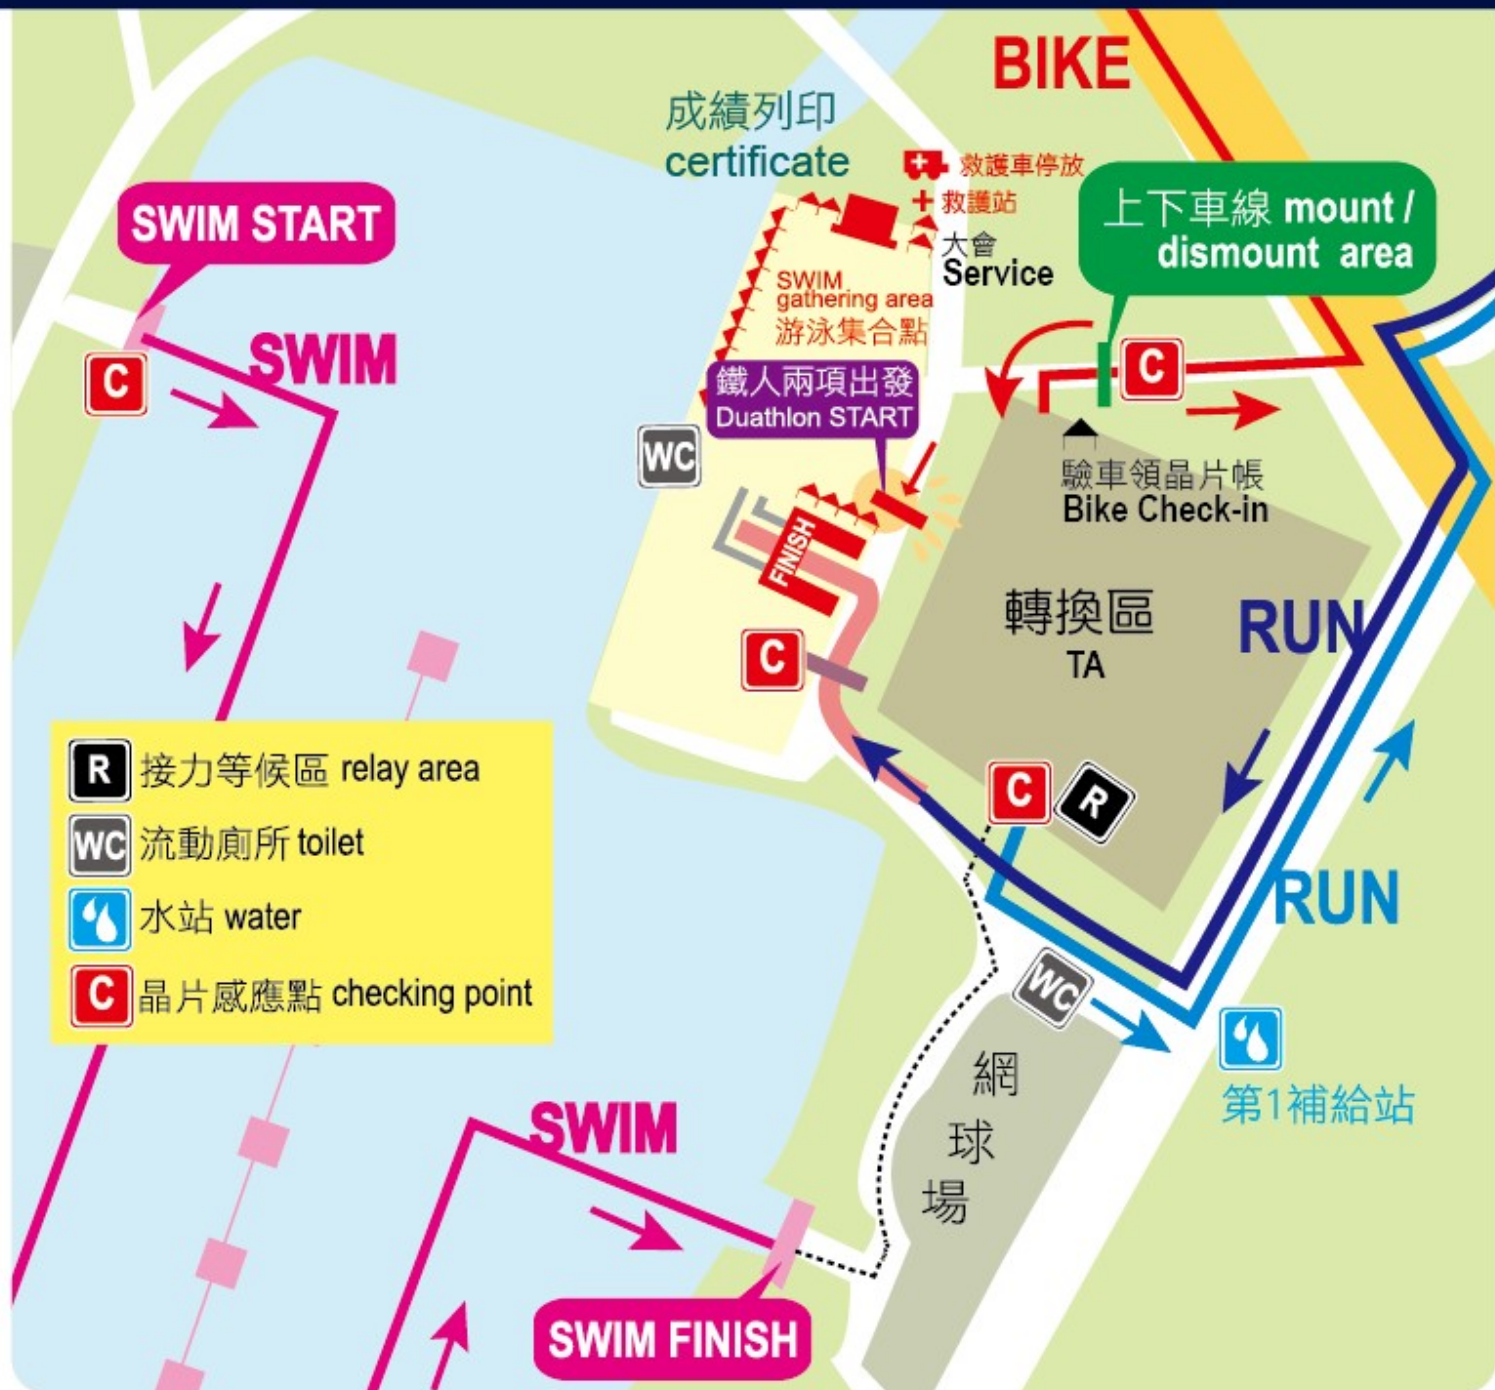 BIKE
成績列印
certificate
救護車停放
救護站
大會
Service
上下車線 mount /
dismount area
SWIM START
SWIM
C
SWIM
gathering area
游泳集合點
鐵人兩項出發
Duathlon START
C
WC
驗車領晶片帳
Bike Check-in
FINISH
轉換區
TA
RUN
C
R 接力等候區 relay area
WC 流動廁所 toilet
水站 water
C 晶片感應點 checking point
C
R
RUN
WC
網
球
場
第1補給站
SWIM
SWIM FINISH